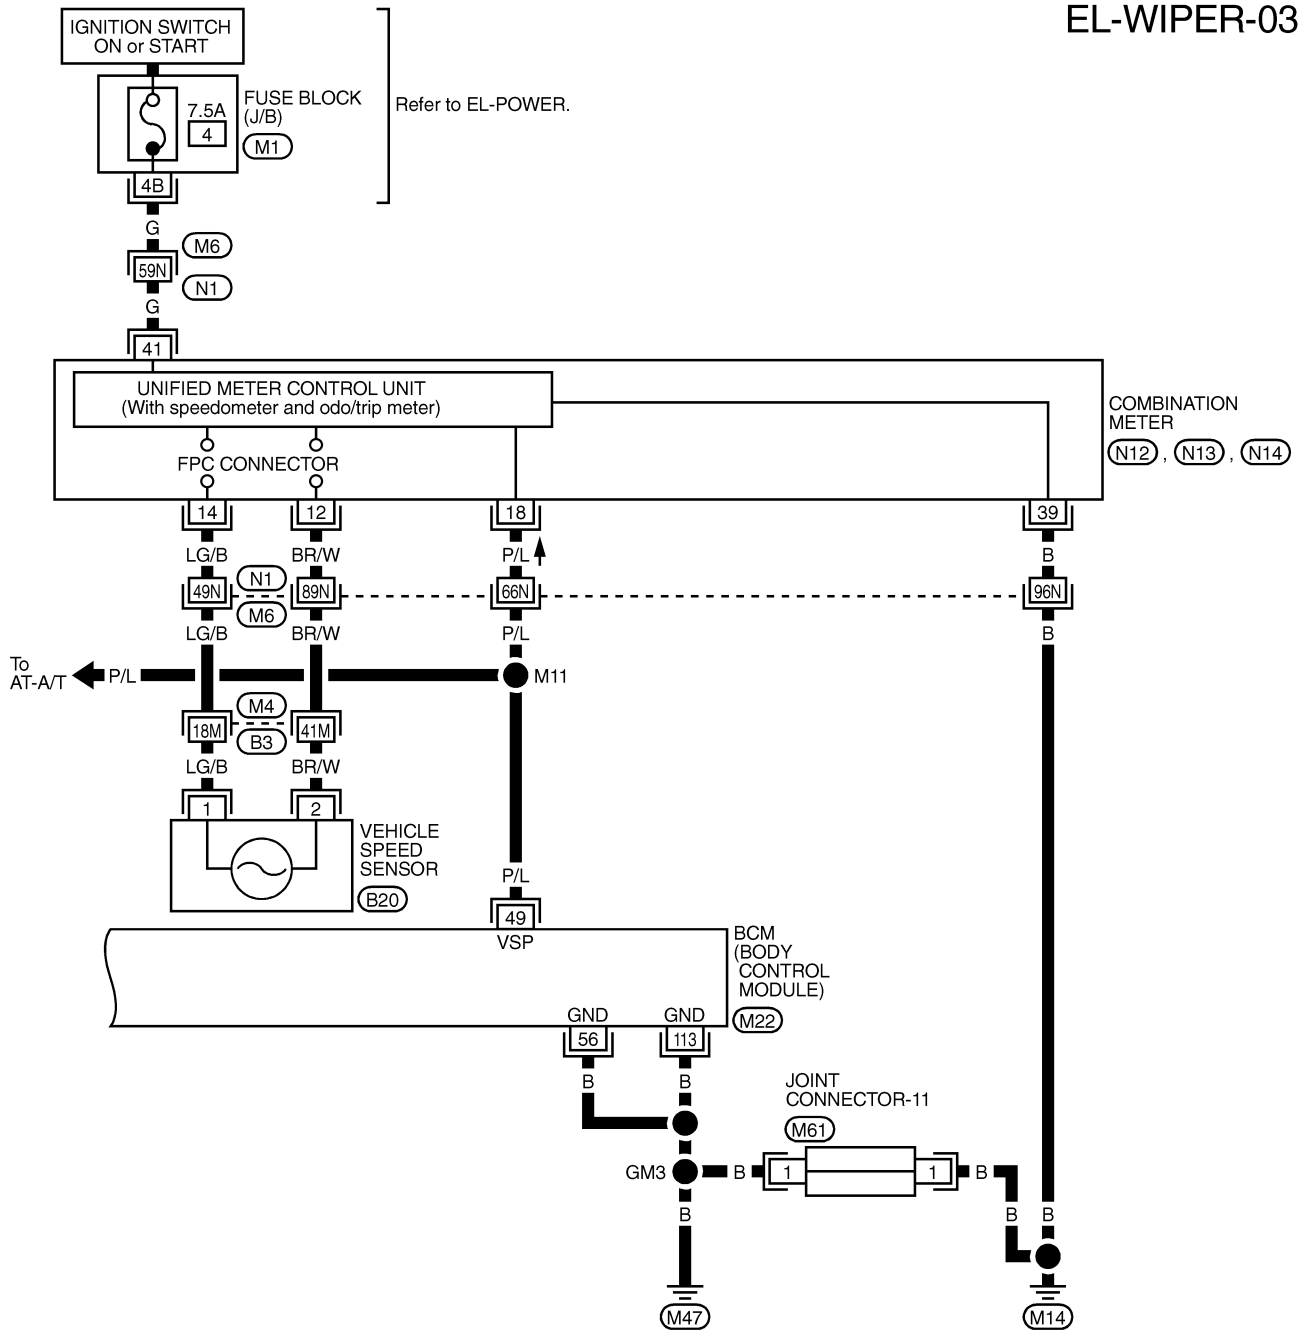 EL-WIPER-03
IGNITION SWITCH
ON or START
FUSE BLOCK
(J/B)
7.5A
4
M1
Refer to EL-POWER.
4B
G
M6
59N
N1
G
41
UNIFIED METER CONTROL UNIT
(With speedometer and odo/trip meter)
COMBINATION
METER
N12 , N13 , N14
FPC CONNECTOR
14 12 18 39
LG/B BR/W P/L B
N1
49N 89N 66N 96N
M6
LG/B BR/W P/L B
To
AT-A/T
P/L
M11
M4
18M 41M
B3
LG/B BR/W
1 2
VEHICLE
SPEED
SENSOR
B20
P/L
49
VSP
BCM
(BODY
CONTROL
MODULE)
M22
GND GND
56 113
B B
JOINT
CONNECTOR-11
M61
GM3 B 1 1 B
B B B
M47 M14